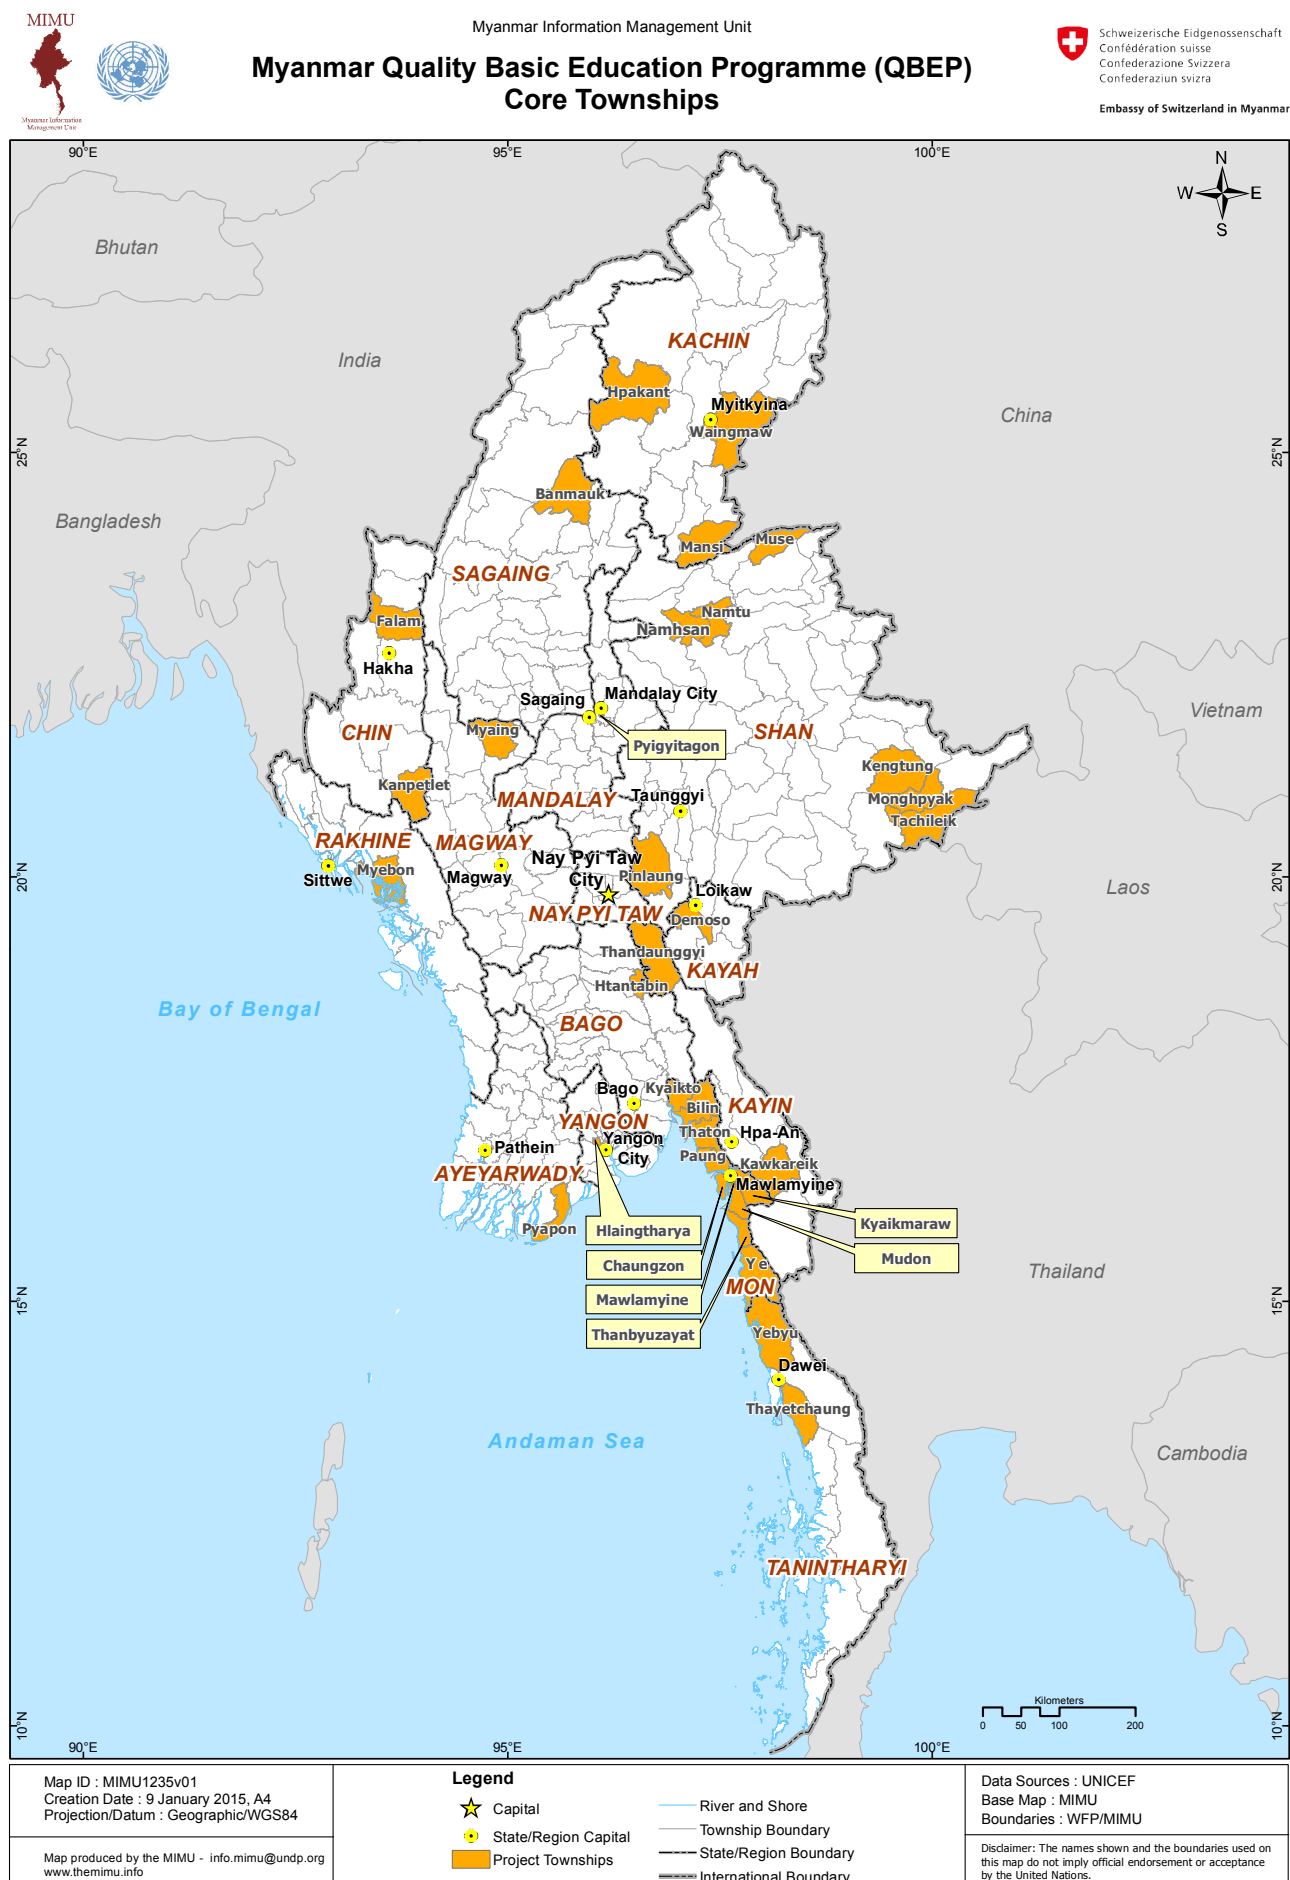 MIMU
Myanmar Information
Management Unit
Myanmar Information Management Unit
Myanmar Quality Basic Education Programme (QBEP)
Core Townships
Schweizerische Eidgenossenschaft
Confédération suisse
Confederazione Svizzera
Confederaziun svizra
Embassy of Switzerland in Myanmar
90°E
95°E
100°E
N
W
E
S
Bhutan
India
KACHIN
Hpakant
Myitkyina
Waingmaw
China
25°N
25°N
Banmauk
Bangladesh
Mansi
Muse
SAGAING
Falam
Namtu
Namhsan
Hakha
Sagaing
Mandalay City
Vietnam
CHIN
Myaing
SHAN
Pyigyitagon
Kengtung
Kanpetlet
MANDALAY
Taunggyi
Monghpyak
Tachileik
RAKHINE
MAGWAY
Nay Pyi Taw
City
Myebon
Sittwe
Magway
Pinlaung
20°N
20°N
Loikaw
Laos
NAY PYI TAW
Demoso
Thandaunggyi
KAYAH
Htantabin
Bay of Bengal
BAGO
Bago
Kyaikto
Bilin
KAYIN
YANGON
Thaton
Hpa-An
Yangon
City
Pathein
Paung
Kawkareik
AYEYARWADY
Mawlamyine
Pyapon
Hlaingtharya
Kyaikmaraw
Chaungzon
Mudon
Ye
Thailand
MON
Mawlamyine
15°N
15°N
Thanbyuzayat
Yebyu
Dawei
Thayetchaung
Andaman Sea
Cambodia
TANINTHARYI
Kilometers
0 50 100 200
10°N
10°N
90°E
95°E
100°E
Map ID : MIMU1235v01
Creation Date : 9 January 2015, A4
Projection/Datum : Geographic/WGS84
Map produced by the MIMU - info.mimu@undp.org
www.themimu.info
Legend
Capital
State/Region Capital
Project Townships
River and Shore
Township Boundary
State/Region Boundary
International Boundary
Data Sources : UNICEF
Base Map : MIMU
Boundaries : WFP/MIMU
Disclaimer: The names shown and the boundaries used on
this map do not imply official endorsement or acceptance
by the United Nations.